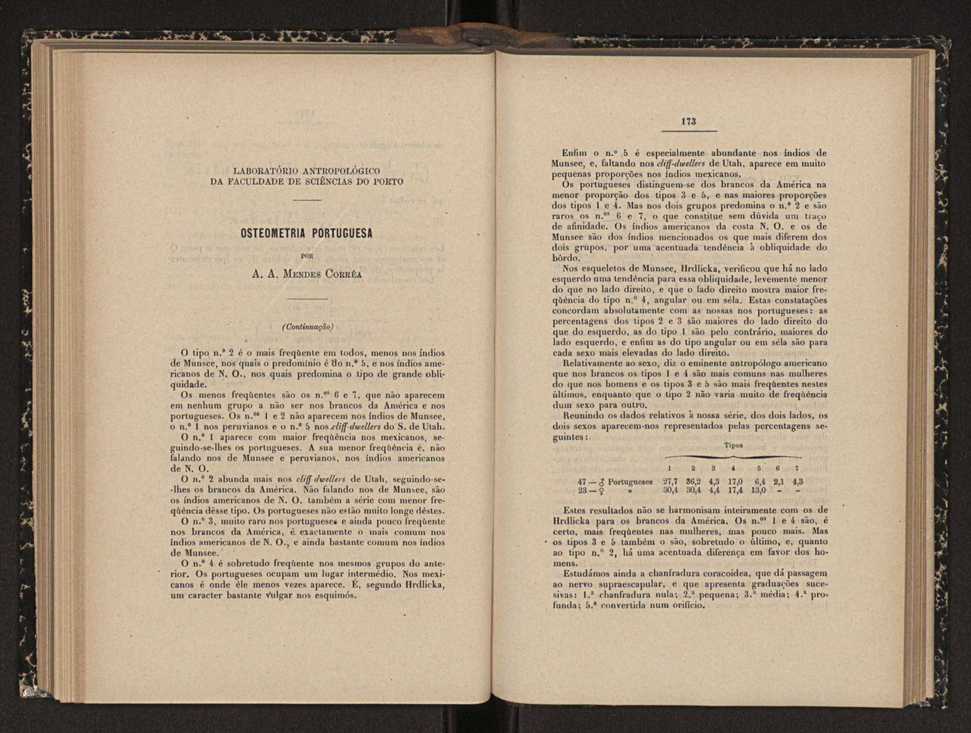 LABORATÓRIO ANTROPOLÓGICO
DA FACULDADE DE SCIÊNCIAS DO PORTO
OSTEOMETRIA PORTUGUESA
POR
A. A. MENDES CORRÊA
(Continuação)
O tipo n.º 2 é o mais freqùente em todos, menos nos índios
de Munsee, nos quais o predomínio é do n.º 5, e nos índios ame-
ricanos de N. O., nos quais predomina o tipo de grande obli-
quidade.
Os menos freqùentes são os n.os 6 e 7, que não aparecem
em nenhum grupo a não ser nos brancos da América e nos
portugueses. Os n.os 1 e 2 não aparecem nos índios de Munsee,
o n.º 1 nos peruvianos e o n.º 5 nos cliff-dwellers do S. de Utah.
O n.º 1 aparece com maior freqùência nos mexicanos, se-
guindo-se-lhes os portugueses. A sua menor freqùência é, não
falando nos de Munsee e peruvianos, nos índios americanos
de N. O.
O n.º 2 abunda mais nos cliff dwellers de Utah, seguindo-se-
-lhes os brancos da América. Não falando nos de Munsee, são
os índios americanos de N. O. também a série com menor fre-
qùência dêsse tipo. Os portugueses não estão muito longe dêstes.
O n.º 3, muito raro nos portugueses e ainda pouco freqùente
nos brancos da América, é exactamente o mais comum nos
índios americanos de N. O., e ainda bastante comum nos índios
de Munsee.
O n.º 4 é sobretudo freqùente nos mesmos grupos do ante-
rior. Os portugueses ocupam um lugar intermédio. Nos mexi-
canos é onde êle menos vezes aparece. É, segundo Hrdlicka,
um caracter bastante vulgar nos esquimós.
173
Enfim o n.º 5 é especialmente abundante nos índios de
Munsee, e, faltando nos cliff-dwellers de Utah, aparece em muito
pequenas proporções nos índios mexicanos.
Os portugueses distinguem-se dos brancos da América na
menor proporção dos tipos 3 e 5, e nas maiores proporções
dos tipos 1 e 4. Mas nos dois grupos predomina o n.º 2 e são
raros os n.os 6 e 7, o que constitue sem dúvida um traço
de afinidade. Os índios americanos da costa N. O. e os de
Munsee são dos índios mencionados os que mais diferem dos
dois grupos, por uma acentuada tendência à obliquidade do
bôrdo.
Nos esqueletos de Munsee, Hrdlicka, verificou que há no lado
esquerdo uma tendência para essa obliquidade, levemente menor
do que no lado direito, e que o lado direito mostra maior fre-
qùência do tipo n.º 4, angular ou em séla. Estas constatações
concordam absolutamente com as nossas nos portugueses: as
percentagens dos tipos 2 e 3 são maiores do lado direito do
que do esquerdo, as do tipo 1 são pelo contrário, maiores do
lado esquerdo, e enfim as do tipo angular ou em séla são para
cada sexo mais elevadas do lado direito.
Relativamente ao sexo, diz o eminente antropólogo americano
que nos brancos os tipos 1 e 4 são mais comuns nas mulheres
do que nos homens e os tipos 3 e 5 são mais freqùentes nestes
últimos, enquanto que o tipo 2 não varia muito de freqùência
dum sexo para outro.
Reunindo os dados relativos à nossa série, dos dois lados, os
dois sexos aparecem-nos representados pelas percentagens se-
guintes:
Tipos
1 2 3 4 5 6 7
47 — ♂ Portugueses 27,7 36,2 4,3 17,0 6,4 2,1 4,3
23 — ♀ » 30,4 30,4 4,4 17,4 13,0 – –
Estes resultados não se harmonisam inteiramente com os de
Hrdlicka para os brancos da América. Os n.os 1 e 4 são, é
certo, mais freqùentes nas mulheres, mas pouco mais. Mas
os tipos 3 e 5 também o são, sobretudo o último, e, quanto
ao tipo n.º 2, há uma acentuada diferença em favor dos ho-
mens.
Estudámos ainda a chanfradura coracoidea, que dá passagem
ao nervo supraescapular, e que apresenta graduações suces-
sivas: 1.ª chanfradura nula; 2.ª pequena; 3.ª média; 4.ª pro-
funda; 5.ª convertida num orifício.